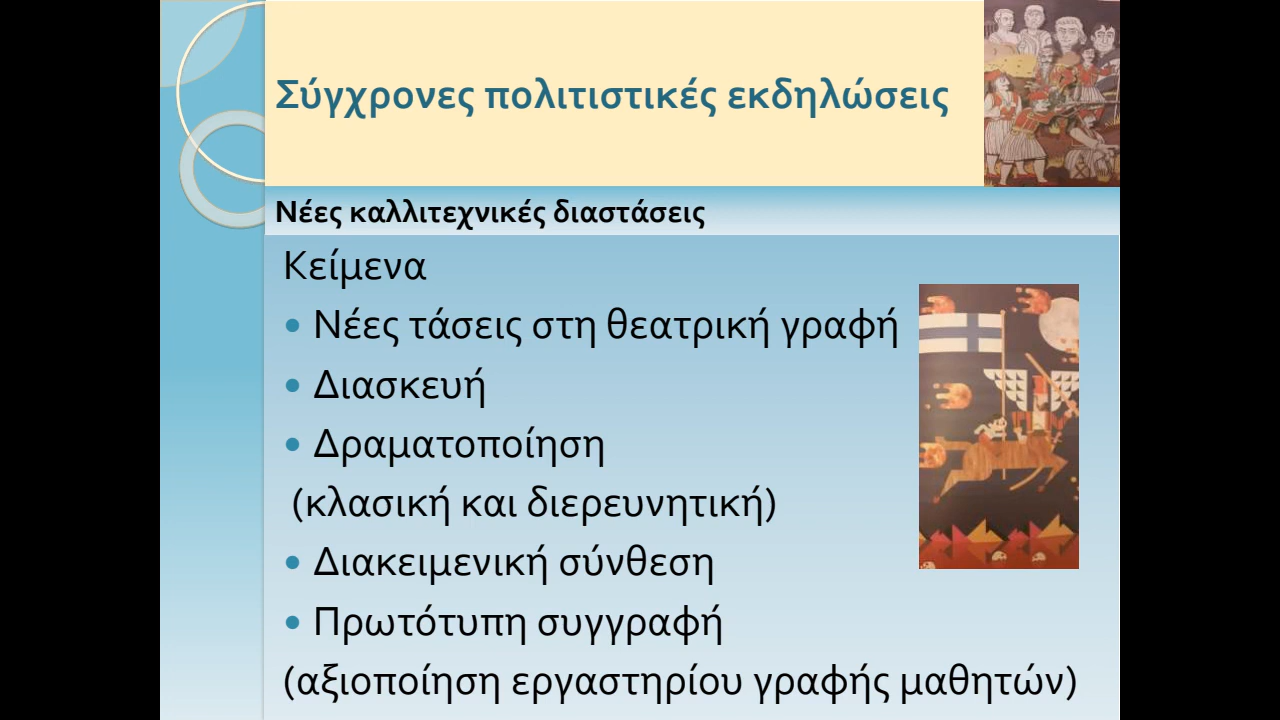 Σύγχρονες πολιτιστικές εκδηλώσεις
Νέες καλλιτεχνικές διαστάσεις
Κείμενα
• Νέες τάσεις στη θεατρική γραφή
• Διασκευή
• Δραματοποίηση
(κλασική και διερευνητική)
• Διακειμενική σύνθεση
• Πρωτότυπη συγγραφή
(αξιοποίηση εργαστηρίου γραφής μαθητών)